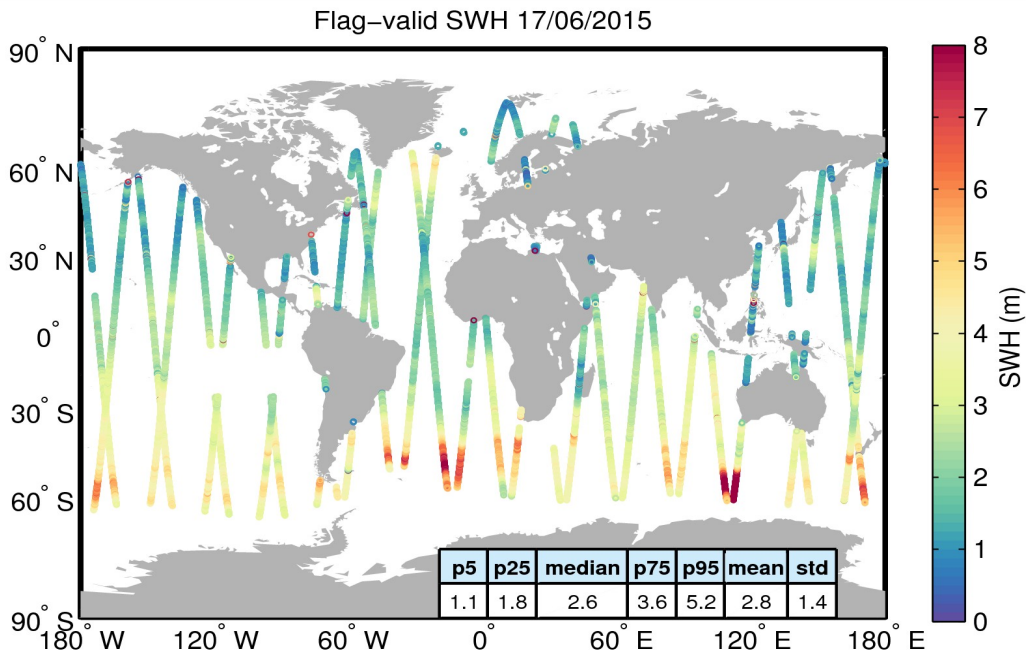 Flag−valid SWH 17/06/2015
90° N
60° N
30° N
0°
30° S
60° S
90° S
180° W
120° W
60° W
0°
60° E
120° E
180° E
p5 p25 median p75 p95 mean std
1.1 1.8 2.6 3.6 5.2 2.8 1.4
8
7
6
5
4
3
2
1
0
SWH (m)